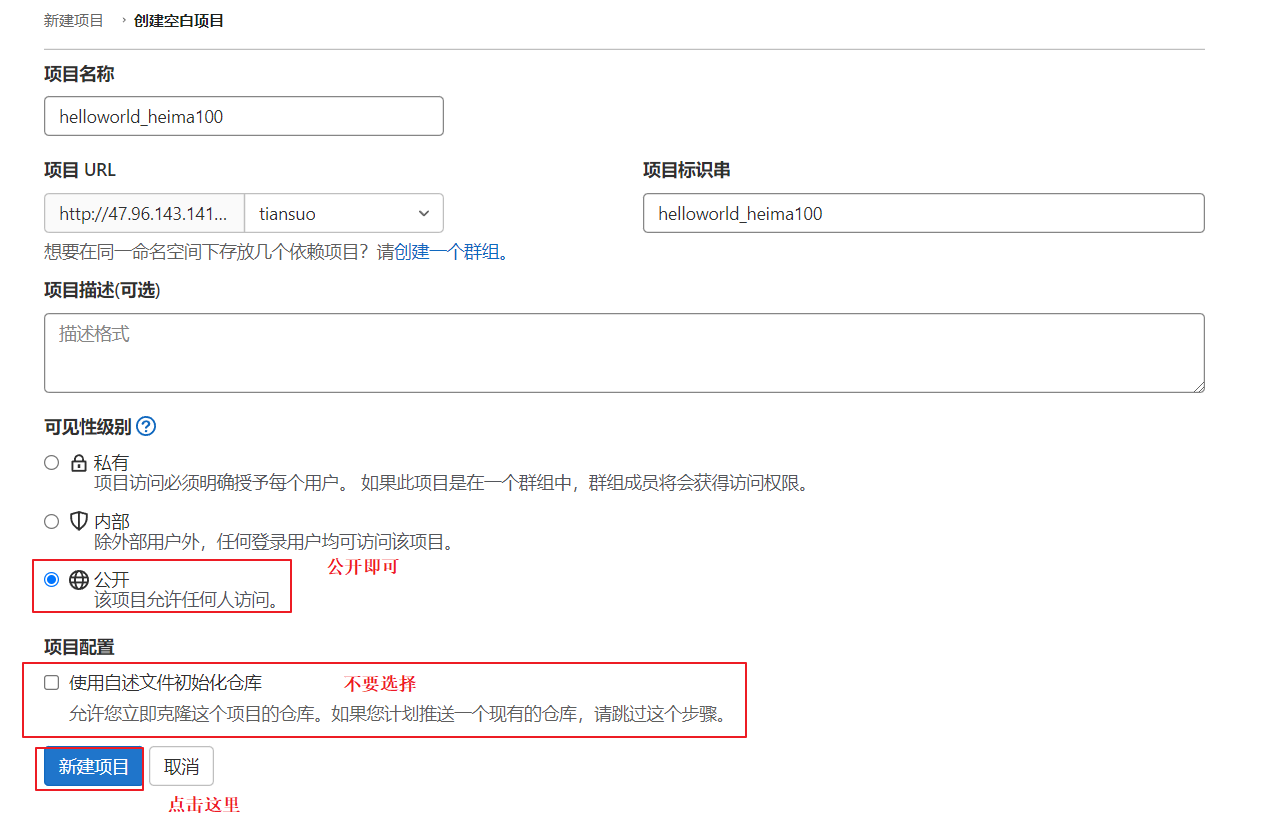 新建项目 › 创建空白项目
项目名称
helloworld_heima100
项目 URL
项目标识串
http://47.96.143.141... tiansuo
helloworld_heima100
想要在同一命名空间下存放几个依赖项目？请创建一个群组。
项目描述(可选)
描述格式
可见性级别 ?
私有
项目访问必须明确授予每个用户。 如果此项目是在一个群组中，群组成员将会获得访问权限。
内部
除外部用户外，任何登录用户均可访问该项目。
公开即可
公开
该项目允许任何人访问。
项目配置
使用自述文件初始化仓库 不要选择
允许您立即克隆这个项目的仓库。如果您计划推送一个现有的仓库，请跳过这个步骤。
新建项目 取消
点击这里